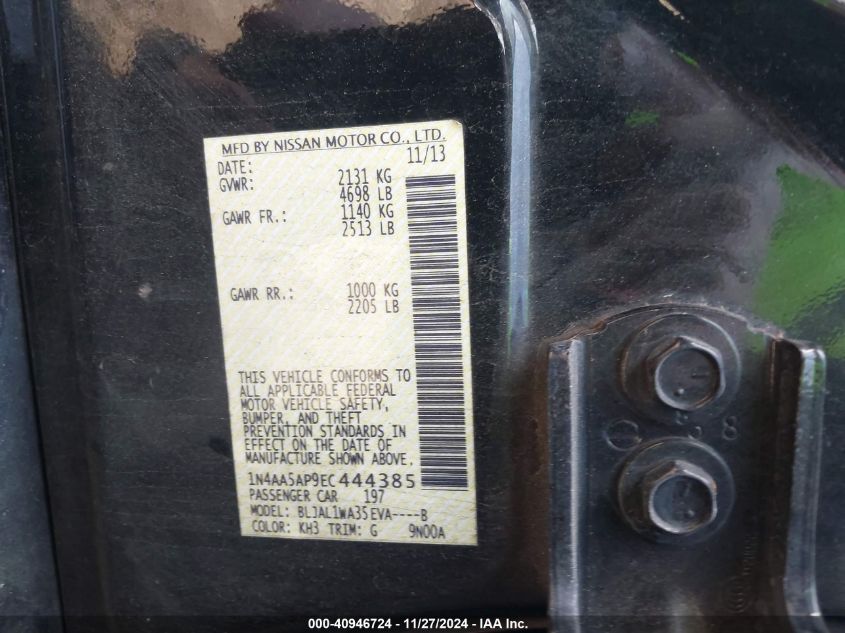 MFD BY NISSAN MOTOR CO., LTD.
DATE: 11/13
GVWR: 2131 KG
4698 LB
GAWR FR.: 1140 KG
2513 LB
GAWR RR.: 1000 KG
2205 LB
THIS VEHICLE CONFORMS TO
ALL APPLICABLE FEDERAL
MOTOR VEHICLE SAFETY,
BUMPER, AND THEFT
PREVENTION STANDARDS IN
EFFECT ON THE DATE OF
MANUFACTURE SHOWN ABOVE.
1N4AA5AP9EC444385
PASSENGER CAR 197
MODEL: BLJAL1WA35EVA----B
COLOR: KH3 TRIM: G 9N00A
000-40946724 - 11/27/2024 - IAA Inc.